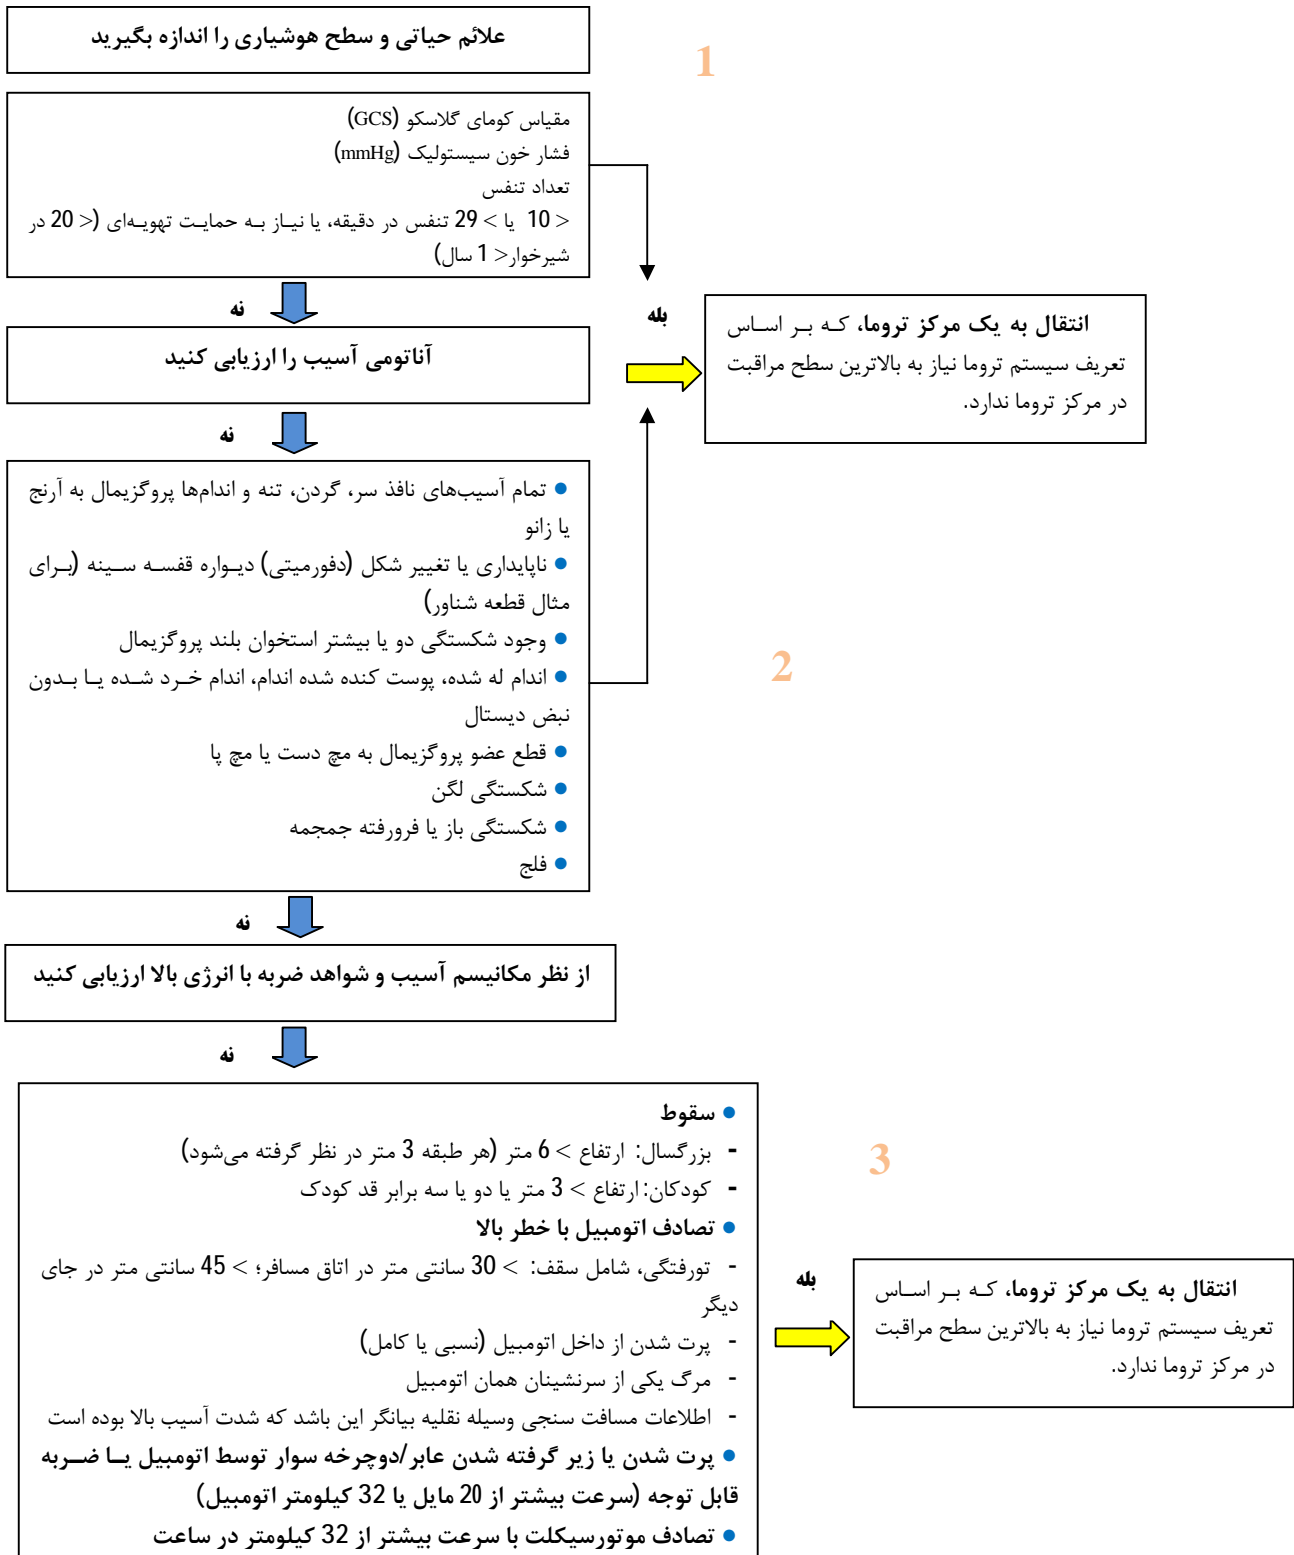 علائم حیاتی و سطح هوشیاری را اندازه بگیرید
1
مقیاس کومای گلاسکو (GCS)
فشار خون سیستولیک (mmHg)
تعداد تنفس
< 10 یا > 29 تنفس در دقیقه، یا نیاز به حمایت تهویه‌ای (< 20 در
شیرخوار< 1 سال)
نه
بله
انتقال به یک مرکز تروما، که بر اساس
تعریف سیستم تروما نیاز به بالاترین سطح مراقبت
در مرکز تروما ندارد.
آناتومی آسیب را ارزیابی کنید
نه
● تمام آسیب‌های نافذ سر، گردن، تنه و اندام‌ها پروگزیمال به آرنج
یا زانو
● ناپایداری یا تغییر شکل (دفورمیتی) دیواره قفسه سینه (برای
مثال قطعه شناور)
● وجود شکستگی دو یا بیشتر استخوان بلند پروگزیمال
● اندام له شده، پوست کنده شده اندام، اندام خرد شده یا بدون
نبض دیستال
● قطع عضو پروگزیمال به مچ دست یا مچ پا
● شکستگی لگن
● شکستگی باز یا فرورفته جمجمه
● فلج
2
نه
از نظر مکانیسم آسیب و شواهد ضربه با انرژی بالا ارزیابی کنید
نه
● سقوط
- بزرگسال: ارتفاع > 6 متر (هر طبقه 3 متر در نظر گرفته می‌شود)
- کودکان: ارتفاع > 3 متر یا دو یا سه برابر قد کودک
● تصادف اتومبیل با خطر بالا
- تورفتگی، شامل سقف: > 30 سانتی متر در اتاق مسافر؛ > 45 سانتی متر در جای
دیگر
- پرت شدن از داخل اتومبیل (نسبی یا کامل)
- مرگ یکی از سرنشینان همان اتومبیل
- اطلاعات مسافت سنجی وسیله نقلیه بیانگر این باشد که شدت آسیب بالا بوده است
● پرت شدن یا زیر گرفته شدن عابر/دوچرخه سوار توسط اتومبیل یا ضربه
قابل توجه (سرعت بیشتر از 20 مایل یا 32 کیلومتر اتومبیل)
● تصادف موتورسیکلت با سرعت بیشتر از 32 کیلومتر در ساعت
3
بله
انتقال به یک مرکز تروما، که بر اساس
تعریف سیستم تروما نیاز به بالاترین سطح مراقبت
در مرکز تروما ندارد.